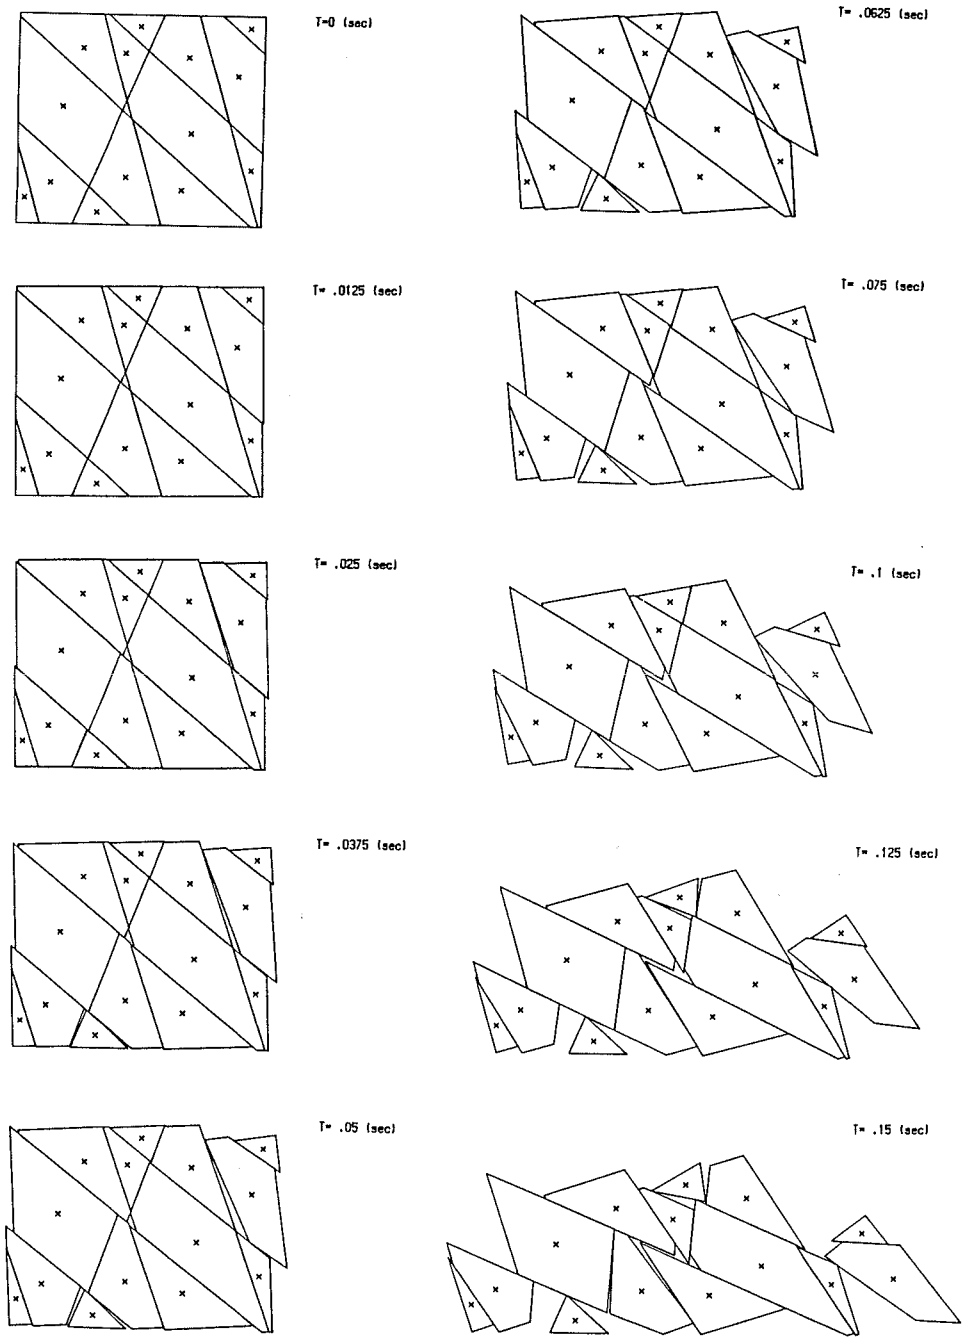 T=0 (sec)
T= .0125 (sec)
T= .025 (sec)
T= .0375 (sec)
T= .05 (sec)
T= .0625 (sec)
T= .075 (sec)
T= .1 (sec)
T= .125 (sec)
T= .15 (sec)